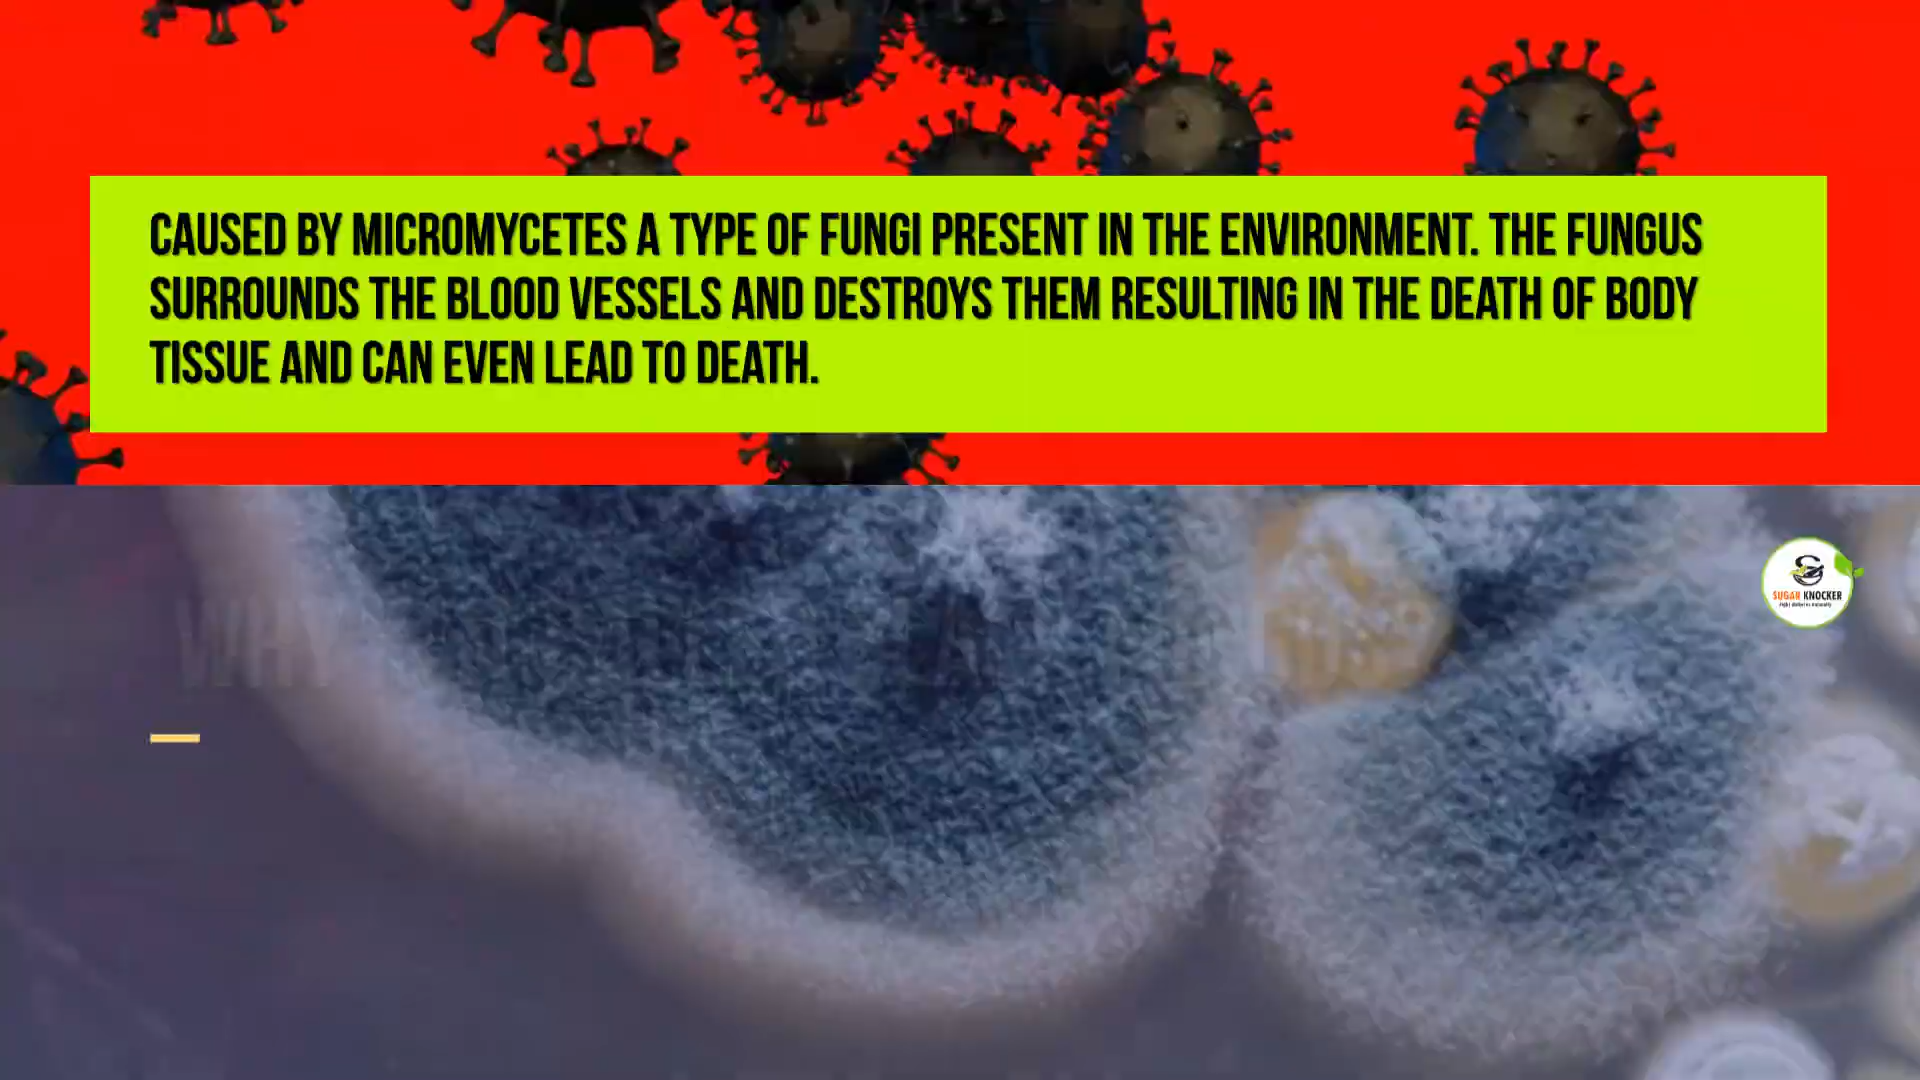 CAUSED BY MICROMYCETES A TYPE OF FUNGI PRESENT IN THE ENVIRONMENT. THE FUNGUS
SURROUNDS THE BLOOD VESSELS AND DESTROYS THEM RESULTING IN THE DEATH OF BODY
TISSUE AND CAN EVEN LEAD TO DEATH.
SUGAR KNOCKER
WHY